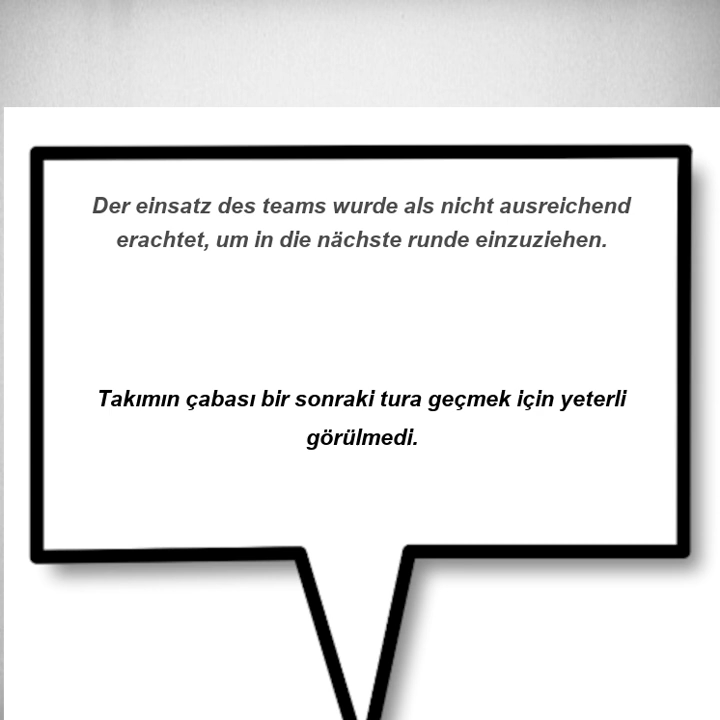 Der einsatz des teams wurde als nicht ausreichend
erachtet, um in die nächste runde einzuziehen.
Takımın çabası bir sonraki tura geçmek için yeterli
görülmedi.